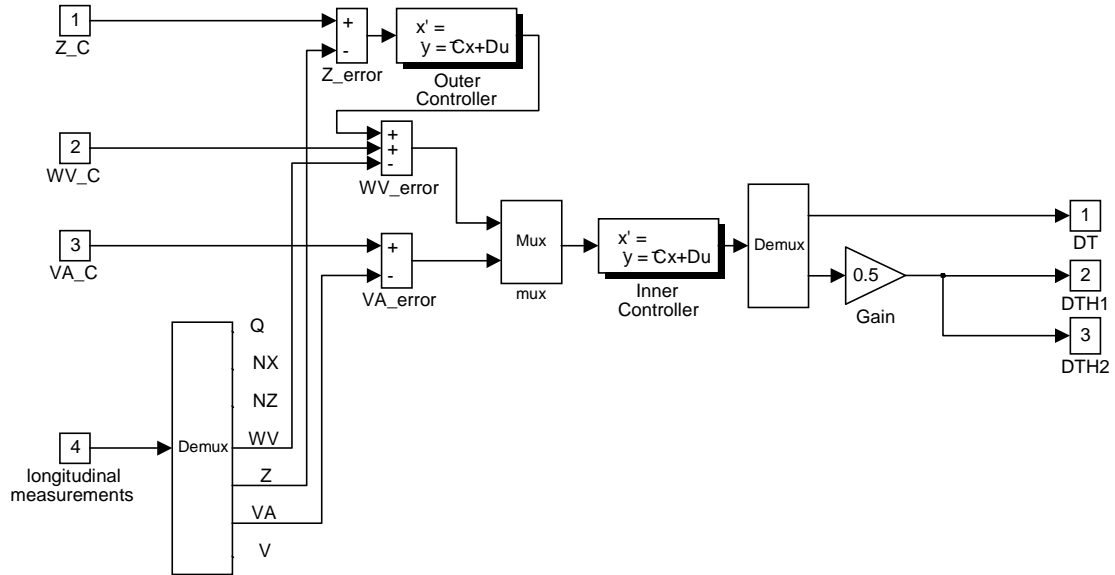 1
Z_C
+
-
Z_error
x' =
y = Cx+Du
Outer
Controller
2
WV_C
+
+
-
WV_error
3
VA_C
+
-
VA_error
Mux
mux
x' =
y = Cx+Du
Inner
Controller
Demux
0.5
Gain
1
DT
2
DTH1
3
DTH2
4
longitudinal
measurements
Demux
Q
NX
NZ
WV
Z
VA
V